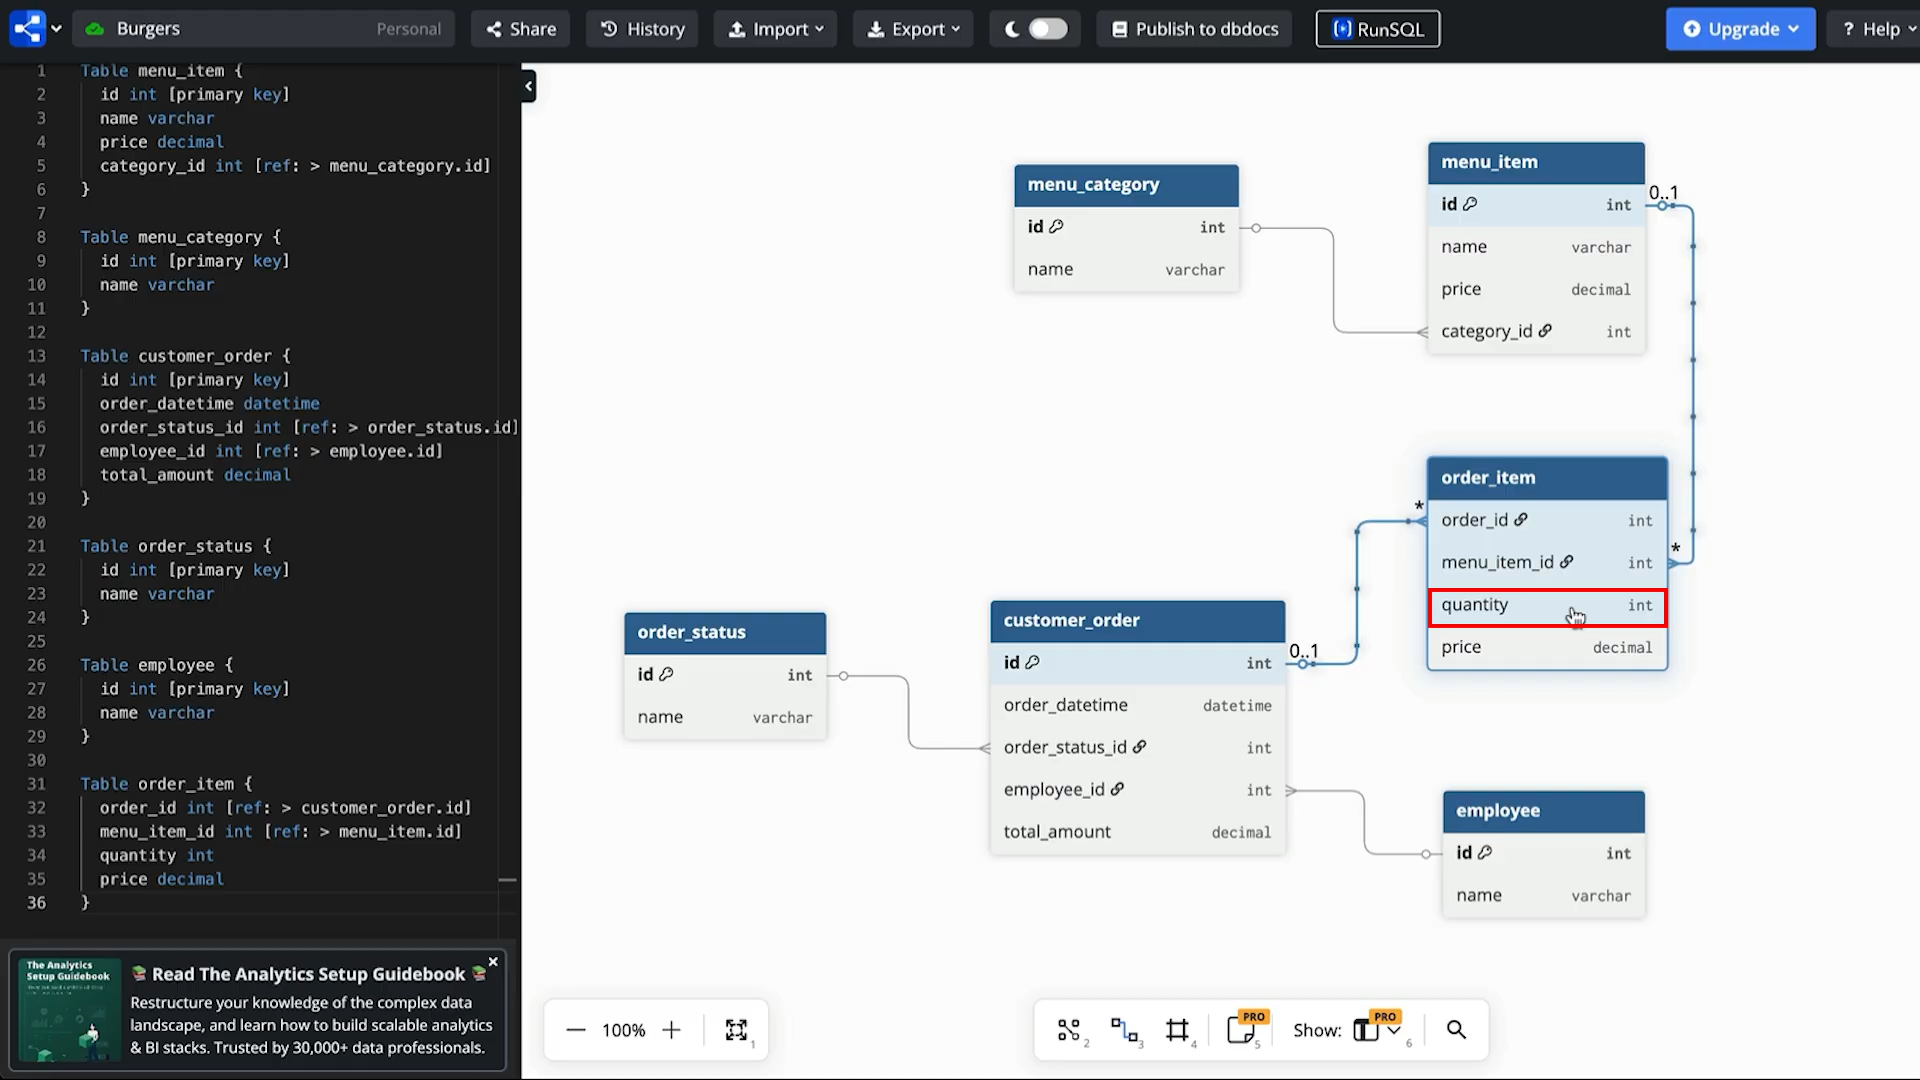 Burgers
Personal
Share
History
Import
Export
Publish to dbdocs
RunSQL
Upgrade
? Help
1 Table menu_item {
2 id int [primary key]
3 name varchar
4 price decimal
5 category_id int [ref: > menu_category.id]
6 }
7
8 Table menu_category {
9 id int [primary key]
10 name varchar
11 }
12
13 Table customer_order {
14 id int [primary key]
15 order_datetime datetime
16 order_status_id int [ref: > order_status.id]
17 employee_id int [ref: > employee.id]
18 total_amount decimal
19 }
20
21 Table order_status {
22 id int [primary key]
23 name varchar
24 }
25
26 Table employee {
27 id int [primary key]
28 name varchar
29 }
30
31 Table order_item {
32 order_id int [ref: > customer_order.id]
33 menu_item_id int [ref: > menu_item.id]
34 quantity int
35 price decimal
36 }
The Analytics
Setup Guidebook
Read The Analytics Setup Guidebook
Restructure your knowledge of the complex data
landscape, and learn how to build scalable analytics
& BI stacks. Trusted by 30,000+ data professionals.
menu_category
id int
name varchar
menu_item
id int
name varchar
price decimal
category_id int
0..1
order_item
order_id int
menu_item_id int
quantity int
price decimal
*
*
order_status
id int
name varchar
customer_order
id int
order_datetime datetime
order_status_id int
employee_id int
total_amount decimal
0..1
employee
id int
name varchar
100%
1
2
3
4
PRO
5
Show:
PRO
6